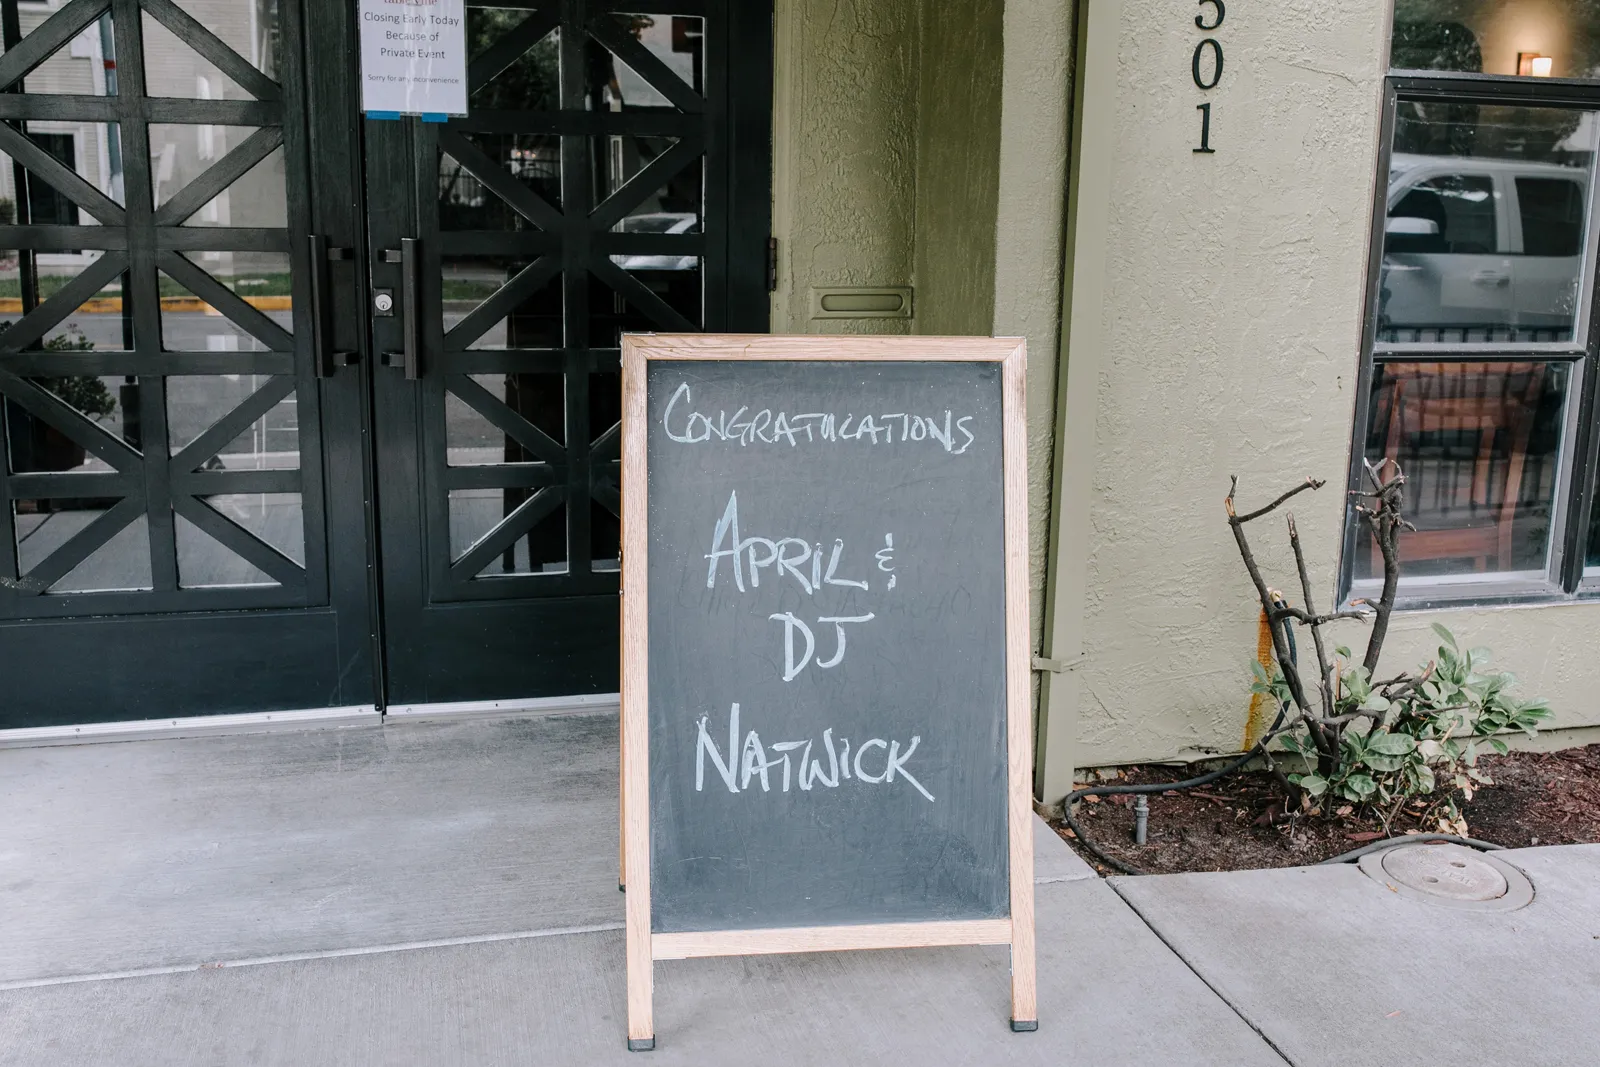 Closing Early Today
Because of
Private Event
Sorry for any inconvenience
501
CONGRATULATIONS
APRIL &
DJ
NATWICK